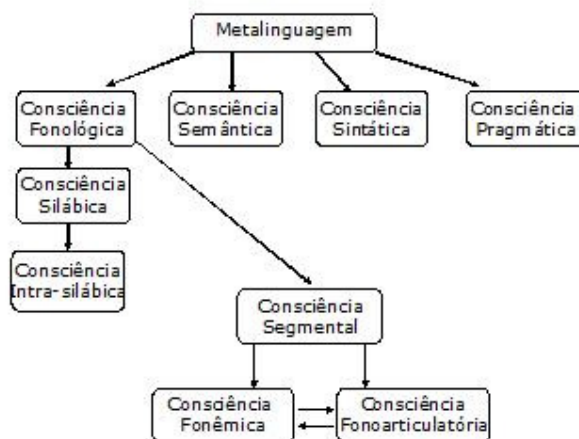 Metalinguagem
Consciência
Fonológica
Consciência
Semântica
Consciência
Sintática
Consciência
Pragmática
Consciência
Silábica
Consciência
Intra-silábica
Consciência
Segmental
Consciência
Fonêmica
Consciência
Fonoarticulatória